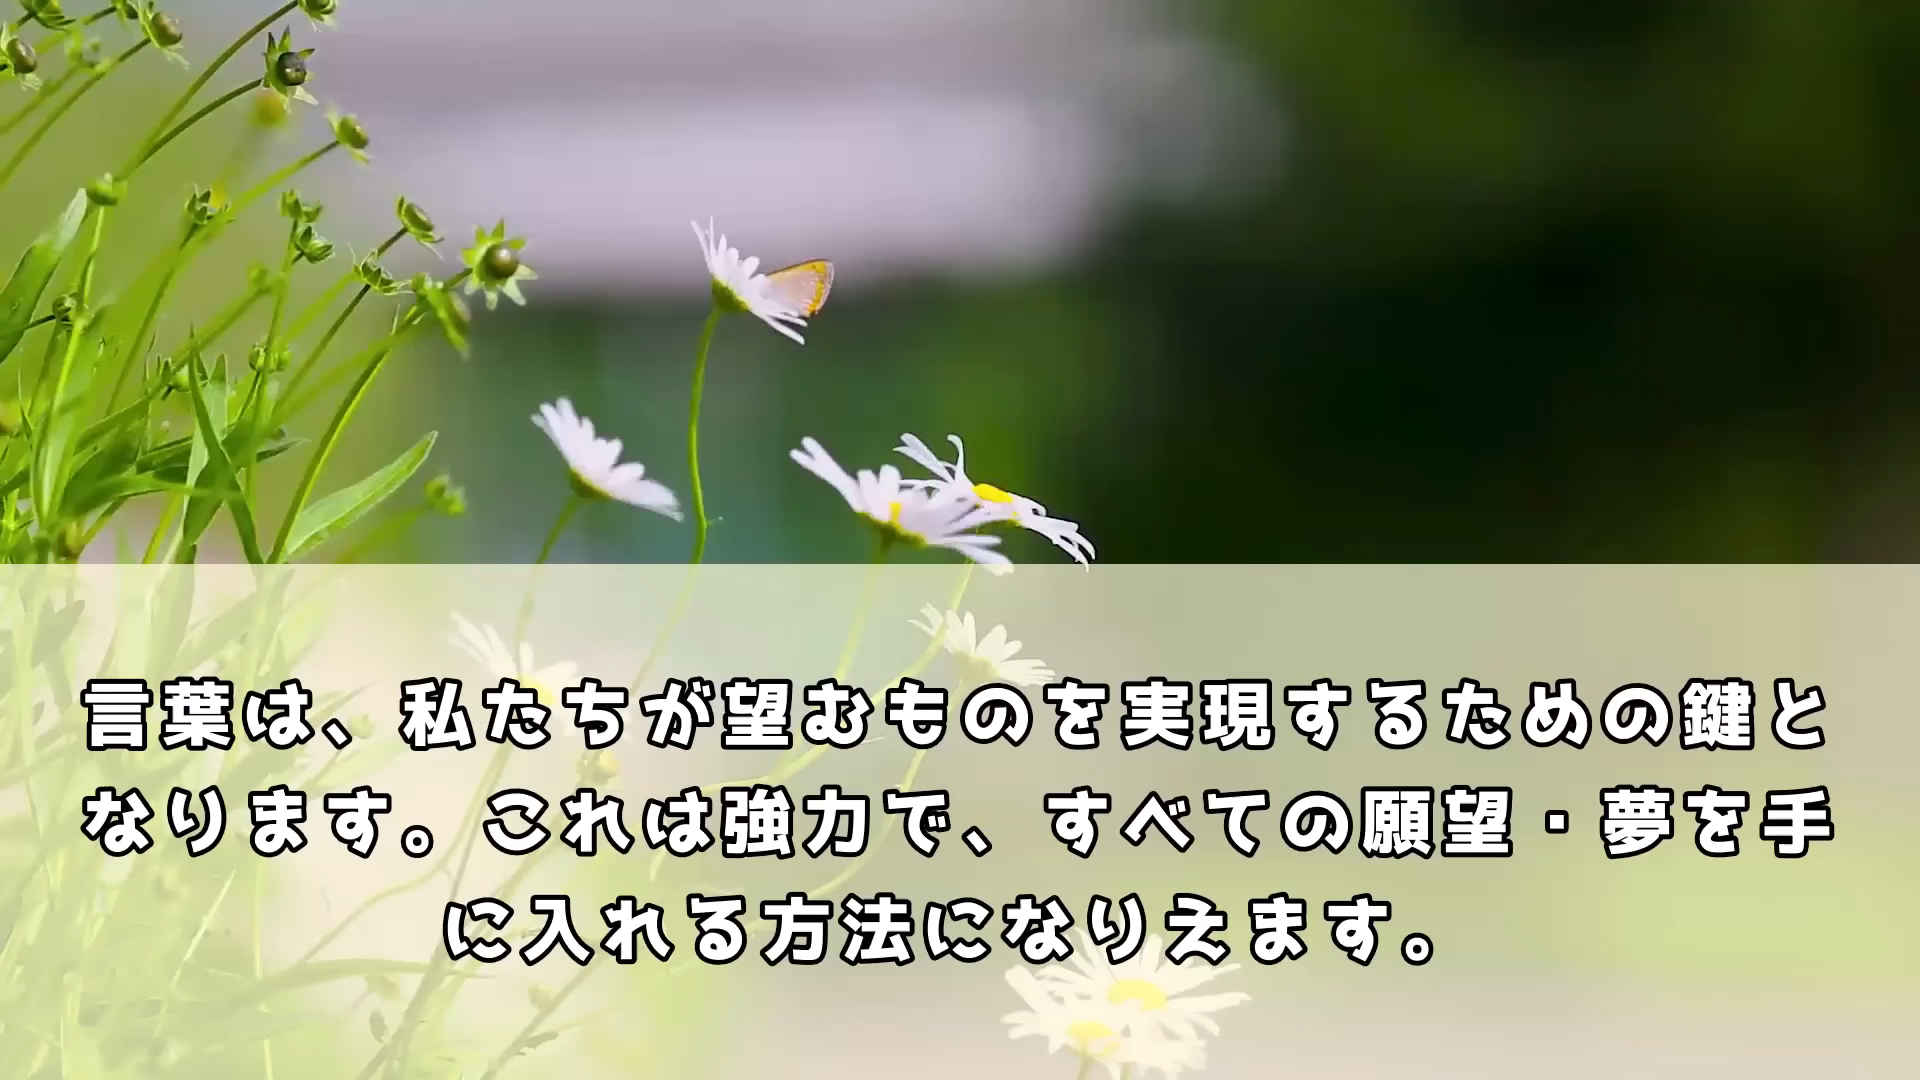 言葉は、私たちが望むものを実現するための鍵と
なります。これは強力で、すべての願望・夢を手
に入れる方法になりえます。